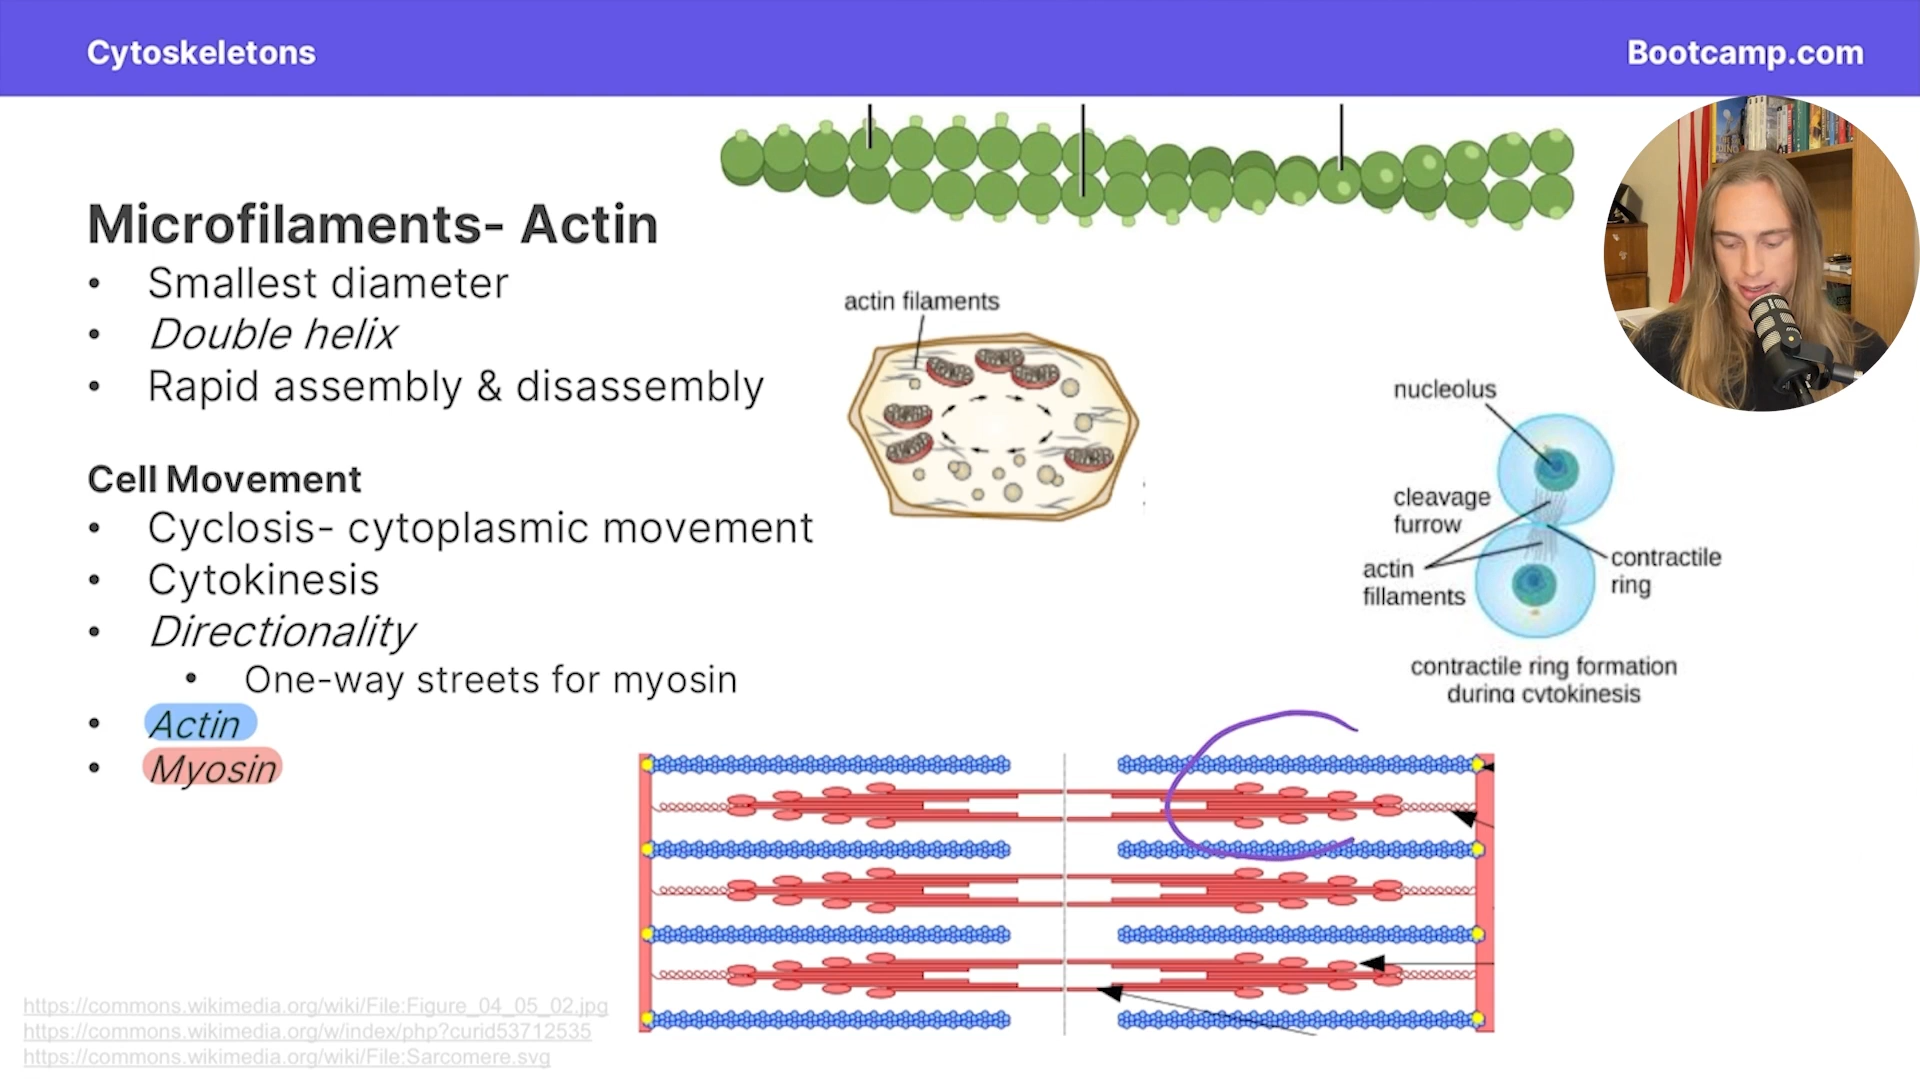 Cytoskeletons
Bootcamp.com
Microfilaments- Actin
• Smallest diameter
• Double helix
• Rapid assembly & disassembly
Cell Movement
• Cyclosis- cytoplasmic movement
• Cytokinesis
• Directionality
• One-way streets for myosin
• Actin
• Myosin
actin filaments
nucleolus
cleavage
furrow
actin
fillaments
contractile
ring
contractile ring formation
during cytokinesis
https://commons.wikimedia.org/wiki/File:Figure_04_05_02.jpg
https://commons.wikimedia.org/w/index/php?curid53712535
https://commons.wikimedia.org/wiki/File:Sarcomere.svg